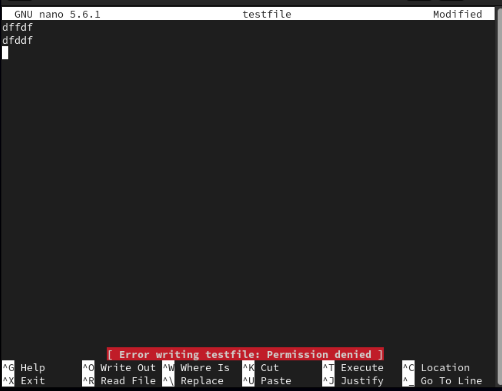 GNU nano 5.6.1 testfile Modified
dffdf
dfddf
[ Error writing testfile: Permission denied ]
^G Help ^O Write Out ^W Where Is ^K Cut ^T Execute ^C Location
^X Exit ^R Read File ^\ Replace ^U Paste ^J Justify ^_ Go To Line